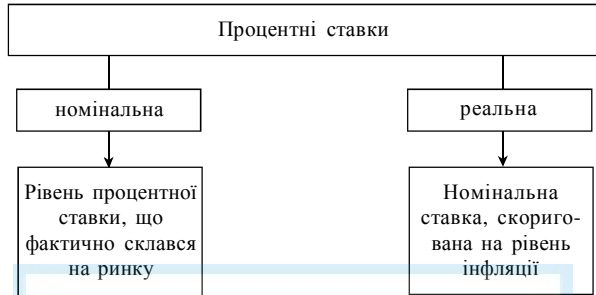 Процентні ставки
номінальна
реальна
Рівень процентної
ставки, що
фактично склався
на ринку
Номінальна
ставка, скориго-
вана на рівень
інфляції